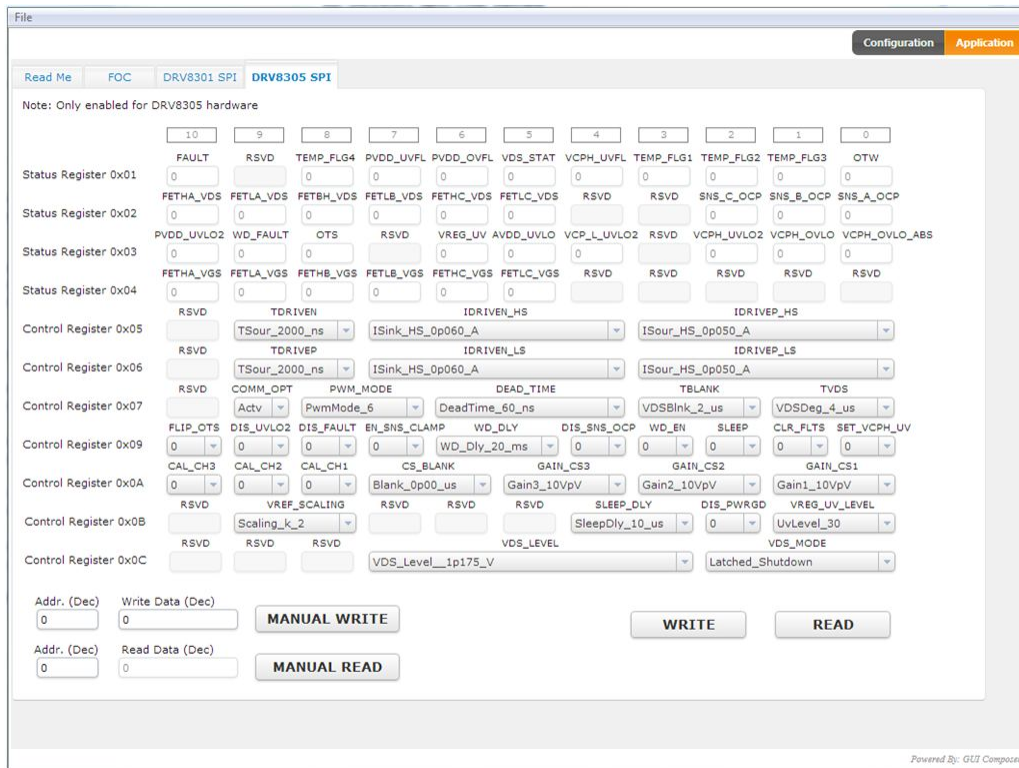 File
Configuration Application
Read Me FOC DRV8301 SPI DRV8305 SPI
Note: Only enabled for DRV8305 hardware
10 9 8 7 6 5 4 3 2 1 0
FAULT RSVD TEMP_FLG4 PVDD_UVFL PVDD_OVFL VDS_STAT VCPH_UVFL TEMP_FLG1 TEMP_FLG2 TEMP_FLG3 OTW
Status Register 0x01 0 0 0 0 0 0 0 0 0 0
FETHA_VDS FETLA_VDS FETBH_VDS FETLB_VDS FETHC_VDS FETLC_VDS RSVD RSVD SNS_C_OCP SNS_B_OCP SNS_A_OCP
Status Register 0x02 0 0 0 0 0 0 0 0 0
PVDD_UVLO2 WD_FAULT OTS RSVD VREG_UV AVDD_UVLO VCP_L_UVLO2 RSVD VCPH_UVLO2 VCPH_OVLO VCPH_OVLO_ABS
Status Register 0x03 0 0 0 0 0 0 0 0 0
FETHA_VGS FETLA_VGS FETHB_VGS FETLB_VGS FETHC_VGS FETLC_VGS RSVD RSVD RSVD RSVD RSVD
Status Register 0x04 0 0 0 0 0 0
RSVD TDRIVEN IDRIVEN_HS IDRIVEP_HS
Control Register 0x05 TSour_2000_ns ISink_HS_0p060_A ISour_HS_0p050_A
RSVD TDRIVEP IDRIVEN_LS IDRIVEP_LS
Control Register 0x06 TSour_2000_ns ISink_HS_0p060_A ISour_HS_0p050_A
RSVD COMM_OPT PWM_MODE DEAD_TIME TBLANK TVDS
Control Register 0x07 Actv PwmMode_6 DeadTime_60_ns VDSBlnk_2_us VDSDeg_4_us
FLIP_OTS DIS_UVLO2 DIS_FAULT EN_SNS_CLAMP WD_DLY DIS_SNS_OCP WD_EN SLEEP CLR_FLTS SET_VCPH_UV
Control Register 0x09 0 0 0 0 WD_Dly_20_ms 0 0 0 0 0
CAL_CH3 CAL_CH2 CAL_CH1 CS_BLANK GAIN_CS3 GAIN_CS2 GAIN_CS1
Control Register 0x0A 0 0 0 Blank_0p00_us Gain3_10VpV Gain2_10VpV Gain1_10VpV
RSVD VREF_SCALING RSVD RSVD RSVD SLEEP_DLY DIS_PWRGD VREG_UV_LEVEL
Control Register 0x0B Scaling_k_2 SleepDly_10_us 0 UvLevel_30
RSVD RSVD RSVD VDS_LEVEL VDS_MODE
Control Register 0x0C VDS_Level__1p175_V Latched_Shutdown
Addr. (Dec) Write Data (Dec)
0 0 MANUAL WRITE WRITE READ
Addr. (Dec) Read Data (Dec)
0 0 MANUAL READ
Powered By: GUI Composer